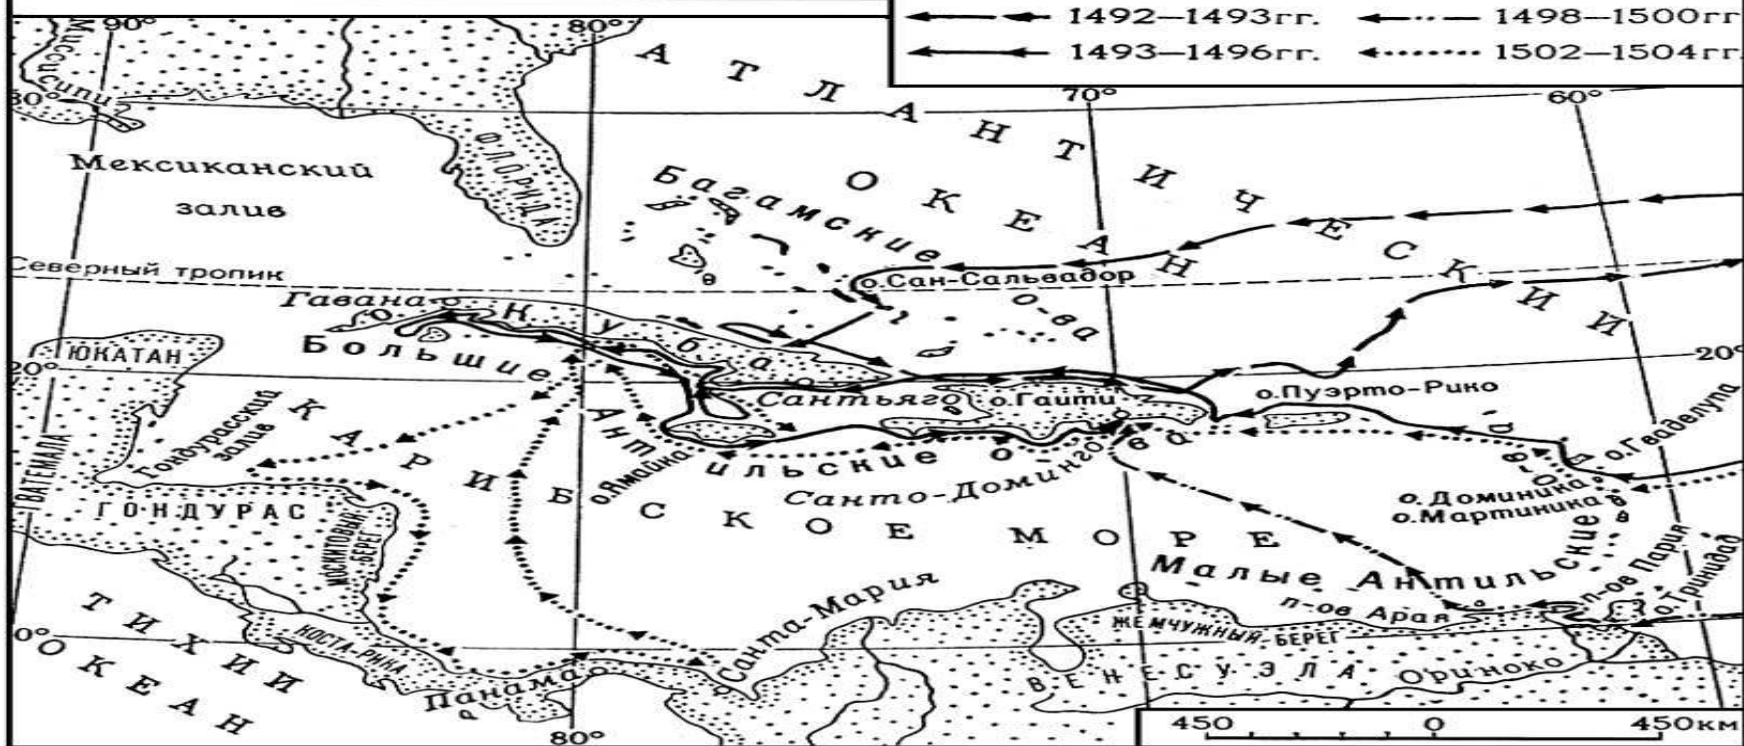 1492–1493гг.
1498–1500гг
1493–1496гг.
1502–1504гг.
90°
80°
70°
60°
30°
Миссисипи
АТЛАНТИЧЕСКИЙ
ОКЕАН
ФЛОРИДА
Мексиканский
залив
Багамские
о-ва
Северный тропик
о.Сан-Сальвадор
Гавана
о. Куба
ЮКАТАН
20°
20°
Большие
Антильские о-ва
Сантьяго
о.Гаити
о.Пуэрто-Рико
о.Гваделупа
Гондурасский
залив
КАРИБСКОЕ МОРЕ
о.Ямайка
Санто-Доминго
о.Доминика
о.Мартиника
ГВАТЕМАЛА
ГОНДУРАС
МОСКИТОВЫЙ
БЕРЕГ
Малые Антильские
о-ва
п-ов Пария
о.Тринидад
п-ов Арая
Санта-Мария
ЖЕМЧУЖНЫЙ БЕРЕГ
ТИХИЙ
ОКЕАН
0°
КОСТА-РИКА
Панама
ВЕНЕСУЭЛА
Ориноко
80°
450 0 450км